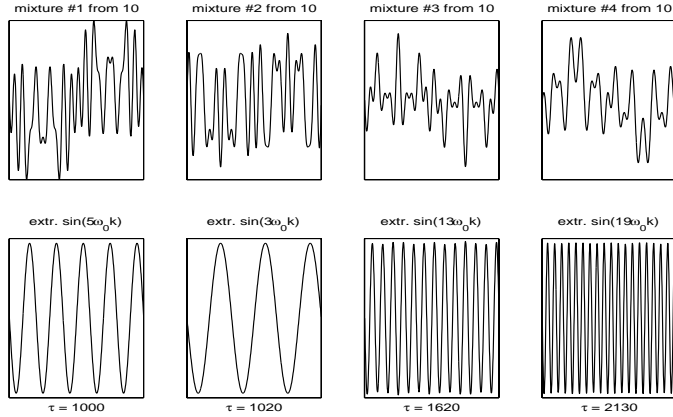 mixture #1 from 10
mixture #2 from 10
mixture #3 from 10
mixture #4 from 10
extr. sin(5ω₀k)
extr. sin(3ω₀k)
extr. sin(13ω₀k)
extr. sin(19ω₀k)
τ = 1000
τ = 1020
τ = 1620
τ = 2130